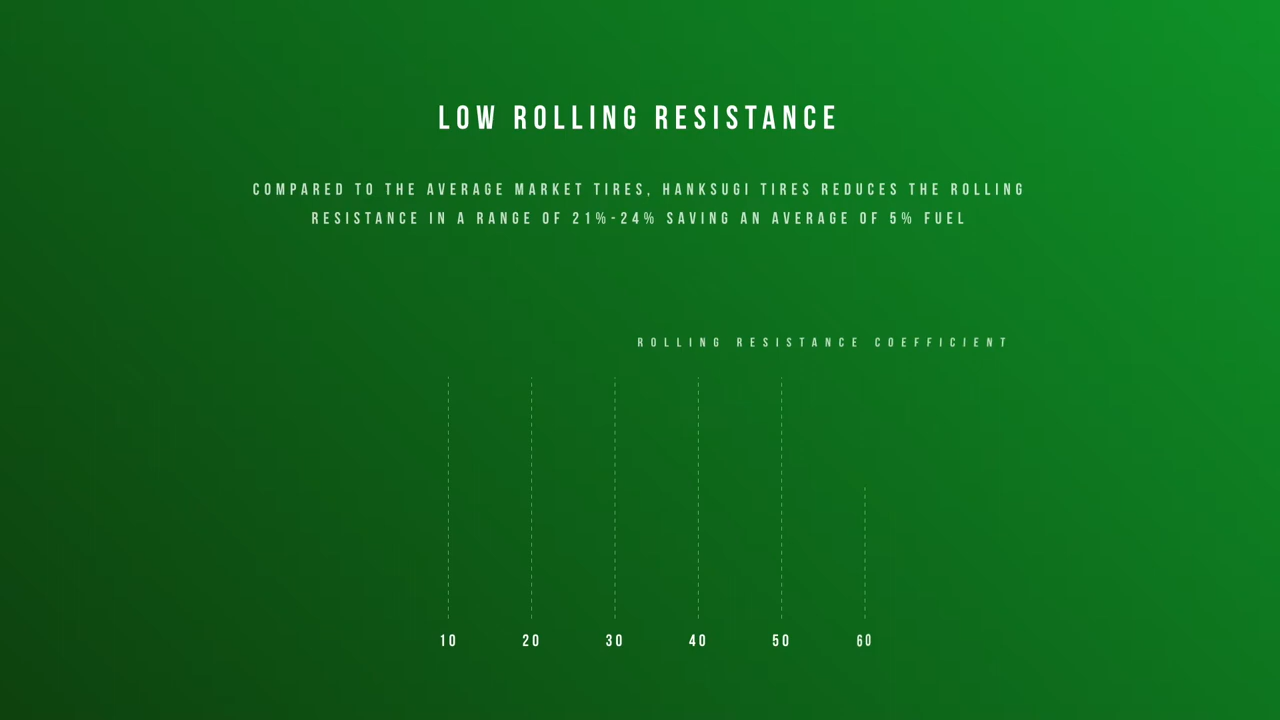 LOW ROLLING RESISTANCE
COMPARED TO THE AVERAGE MARKET TIRES, HANKSUGI TIRES REDUCES THE ROLLING
RESISTANCE IN A RANGE OF 21%-24% SAVING AN AVERAGE OF 5% FUEL
ROLLING RESISTANCE COEFFICIENT
10 20 30 40 50 60